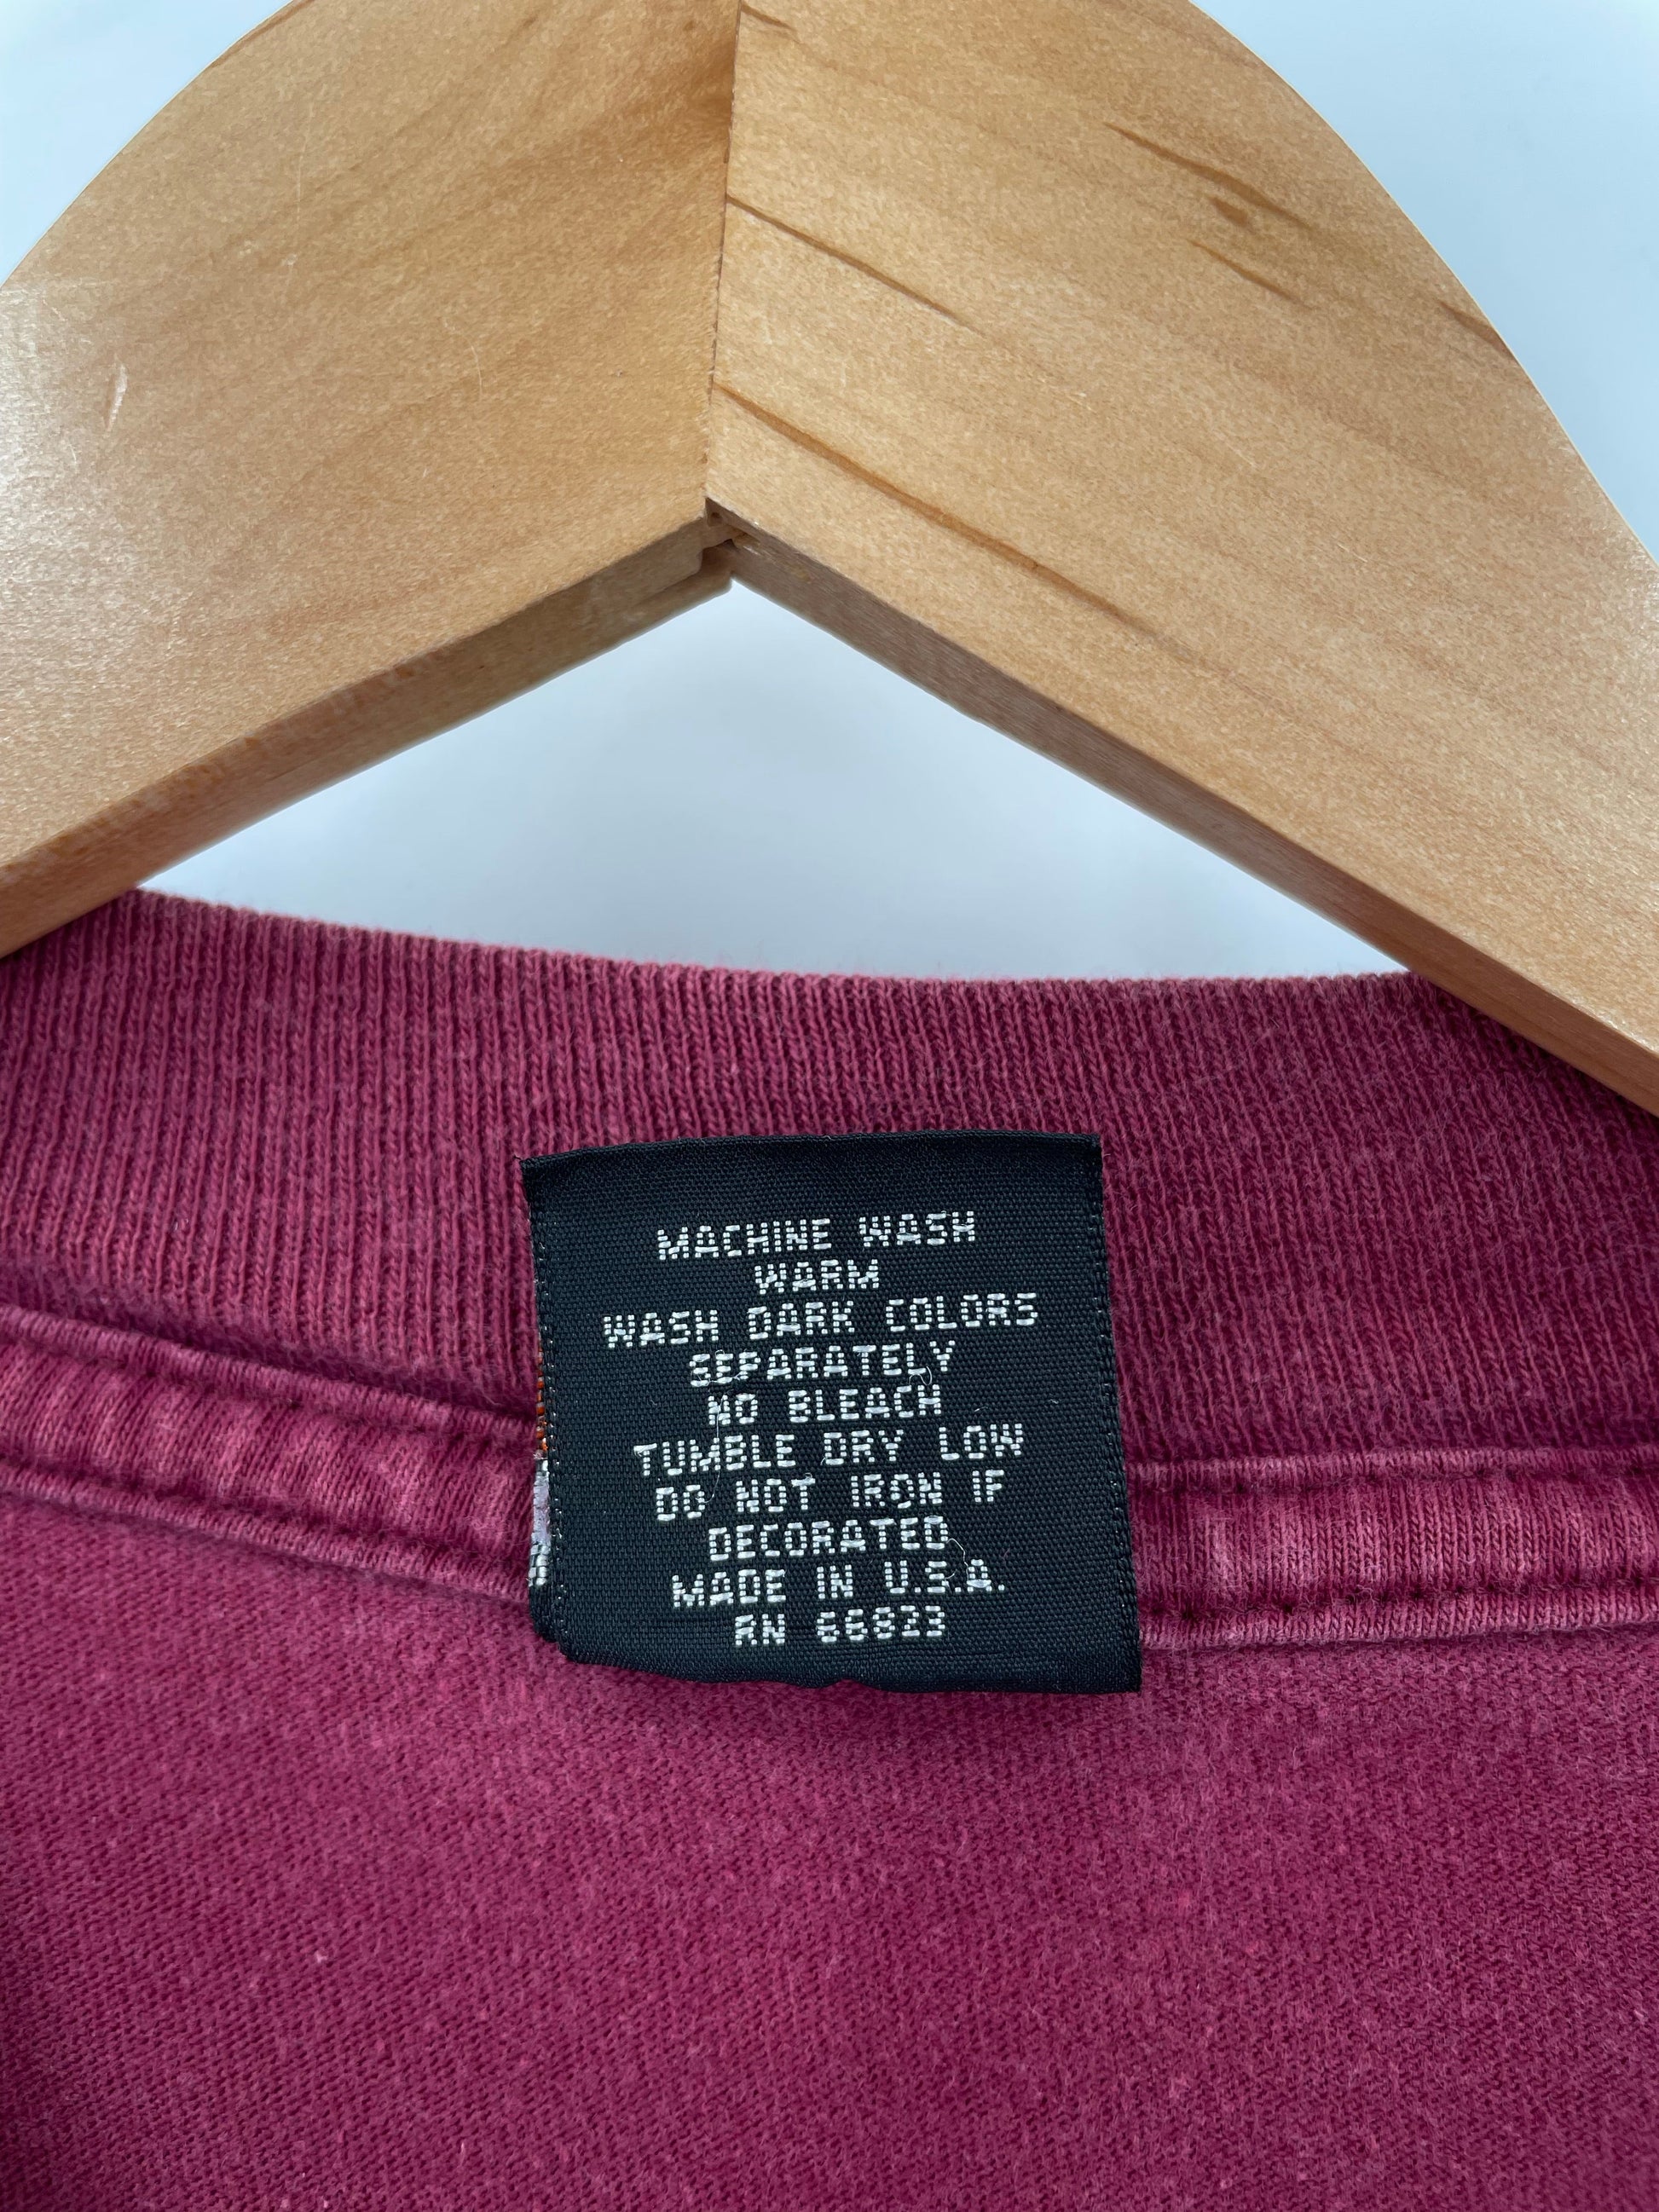 MACHINE WASH
WARM
WASH DARK COLORS
SEPARATELY
NO BLEACH
TUMBLE DRY LOW
DO NOT IRON IF
DECORATED
MADE IN U.S.A.
RN 66823